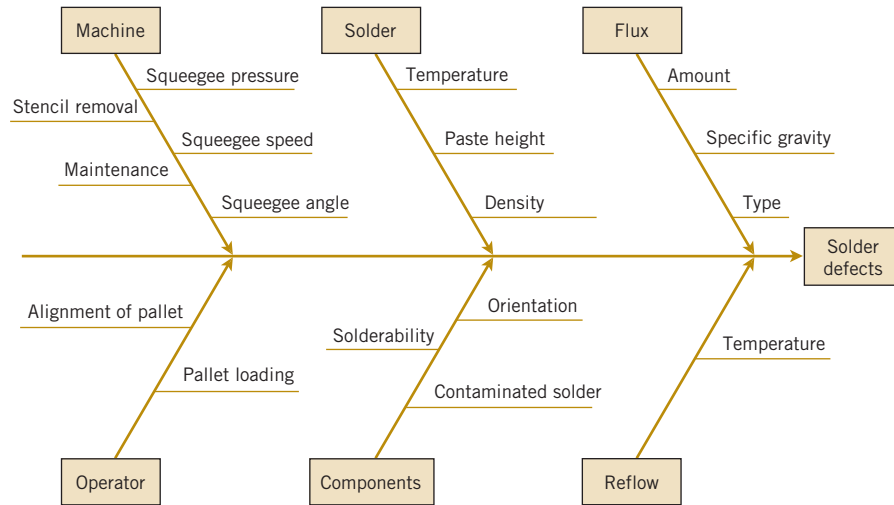 Machine
Solder
Flux
Squeegee pressure
Temperature
Amount
Stencil removal
Squeegee speed
Paste height
Specific gravity
Maintenance
Squeegee angle
Density
Type
Solder
defects
Alignment of pallet
Orientation
Solderability
Temperature
Pallet loading
Contaminated solder
Operator
Components
Reflow